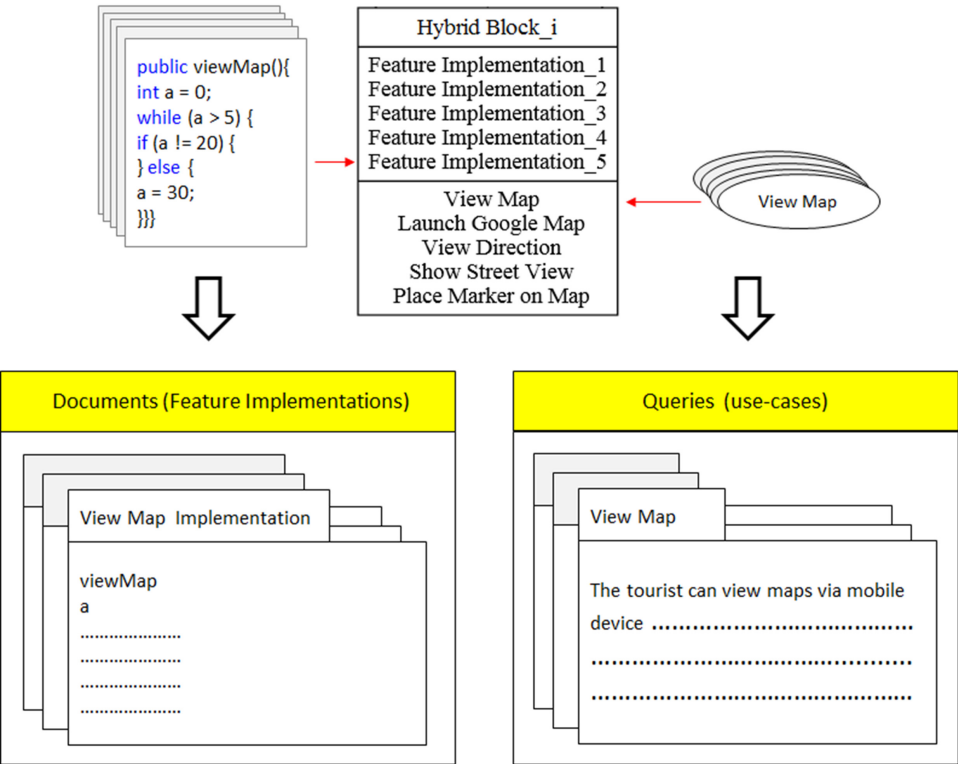 public viewMap(){
int a = 0;
while (a > 5) {
if (a != 20) {
} else {
a = 30;
}}}
Hybrid Block_i
Feature Implementation_1
Feature Implementation_2
Feature Implementation_3
Feature Implementation_4
Feature Implementation_5
View Map
Launch Google Map
View Direction
Show Street View
Place Marker on Map
View Map
Documents (Feature Implementations)
View Map Implementation
viewMap
a
.....................
.....................
.....................
.....................
Queries (use-cases)
View Map
The tourist can view maps via mobile
device .......................................
...............................................
...............................................